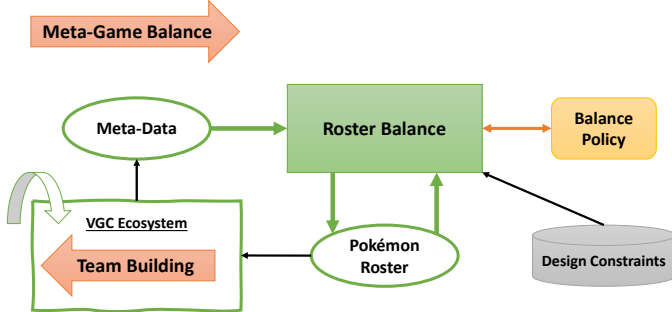 Meta-Game Balance
Meta-Data
Roster Balance
Balance
Policy
VGC Ecosystem
Team Building
Pokémon
Roster
Design Constraints